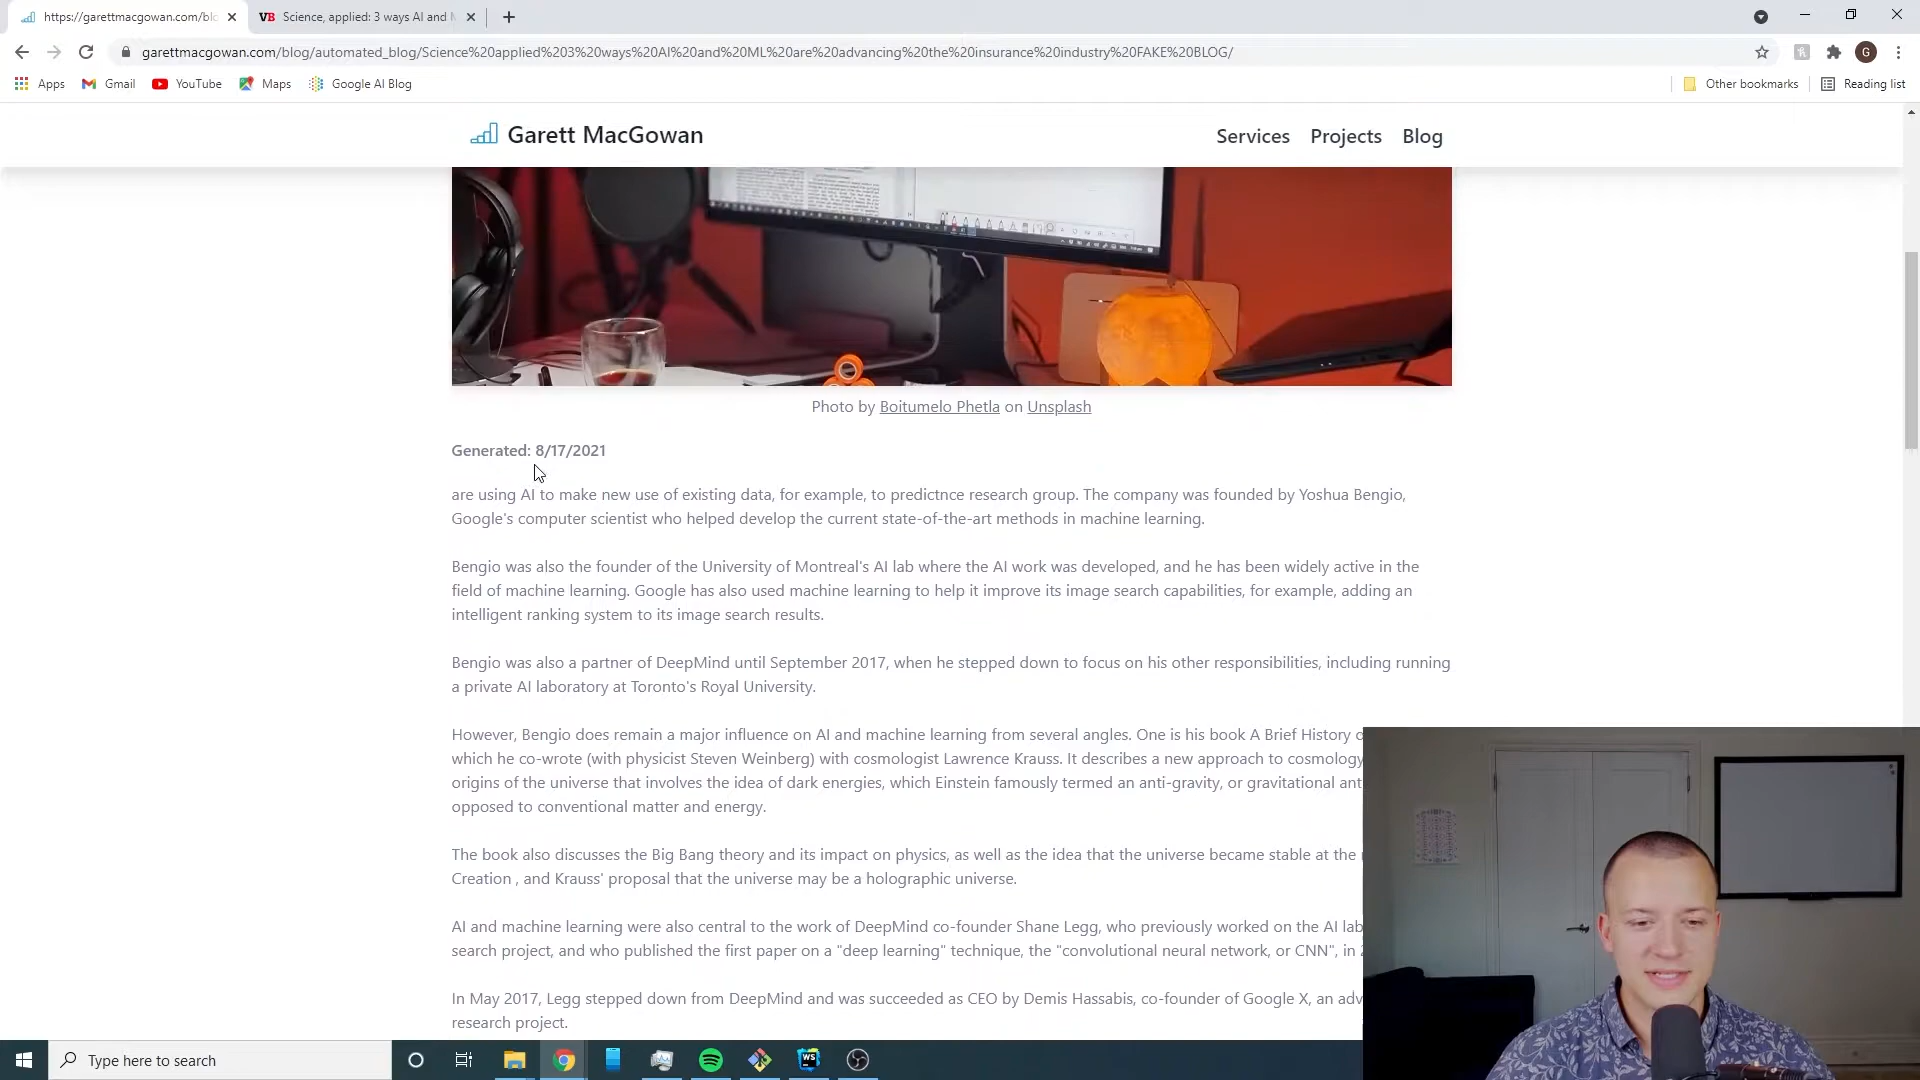 https://garettmacgowan.com/blo
VB Science, applied: 3 ways AI and M
garettmacgowan.com/blog/automated_blog/Science%20applied%203%20ways%20AI%20and%20ML%20are%20advancing%20the%20insurance%20industry%20FAKE%20BLOG/
G
Apps Gmail YouTube Maps Google AI Blog Other bookmarks Reading list
Garett MacGowan Services Projects Blog
Photo by Boitumelo Phetla on Unsplash
Generated: 8/17/2021
are using AI to make new use of existing data, for example, to predictnce research group. The company was founded by Yoshua Bengio,
Google's computer scientist who helped develop the current state-of-the-art methods in machine learning.
Bengio was also the founder of the University of Montreal's AI lab where the AI work was developed, and he has been widely active in the
field of machine learning. Google has also used machine learning to help it improve its image search capabilities, for example, adding an
intelligent ranking system to its image search results.
Bengio was also a partner of DeepMind until September 2017, when he stepped down to focus on his other responsibilities, including running
a private AI laboratory at Toronto's Royal University.
However, Bengio does remain a major influence on AI and machine learning from several angles. One is his book A Brief History
which he co-wrote (with physicist Steven Weinberg) with cosmologist Lawrence Krauss. It describes a new approach to cosmology
origins of the universe that involves the idea of dark energies, which Einstein famously termed an anti-gravity, or gravitational ant
opposed to conventional matter and energy.
The book also discusses the Big Bang theory and its impact on physics, as well as the idea that the universe became stable at the
Creation , and Krauss' proposal that the universe may be a holographic universe.
AI and machine learning were also central to the work of DeepMind co-founder Shane Legg, who previously worked on the AI lab
search project, and who published the first paper on a "deep learning" technique, the "convolutional neural network, or CNN", in
In May 2017, Legg stepped down from DeepMind and was succeeded as CEO by Demis Hassabis, co-founder of Google X, an adv
research project.
Type here to search
WS